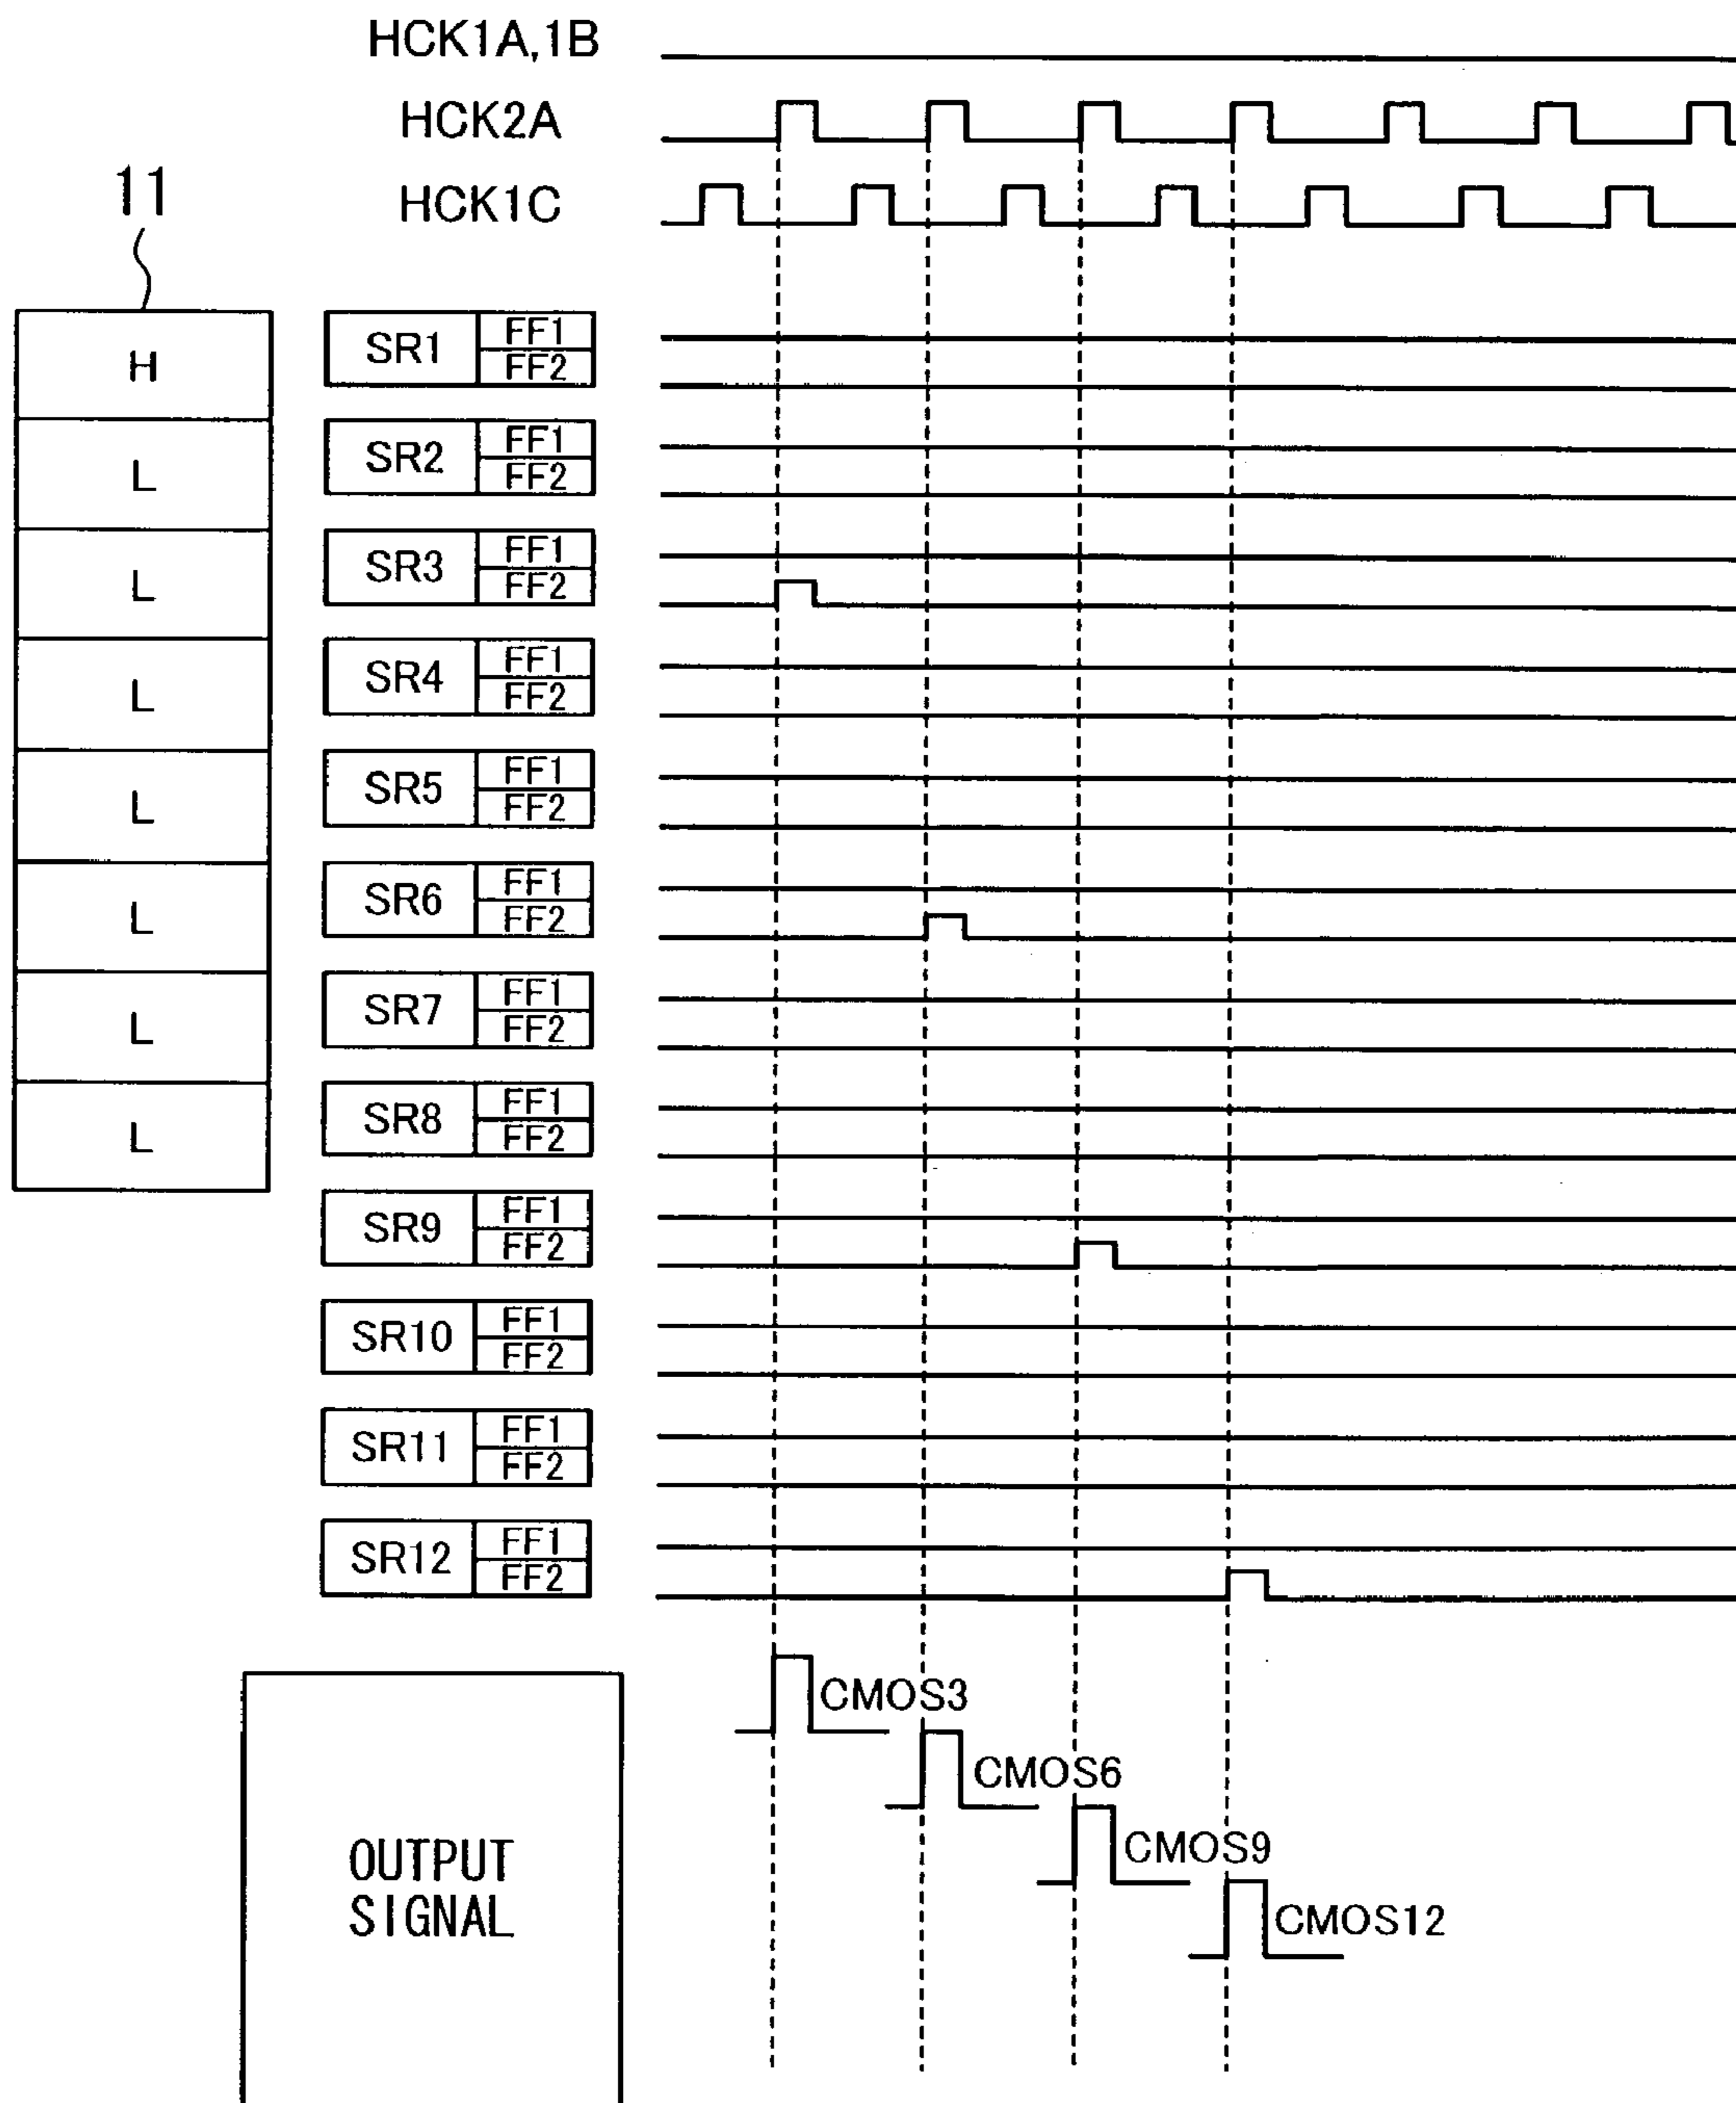 HCK1A,1B
HCK2A
HCK1C
11
H
L
L
L
L
L
L
L
SR1 FF1
FF2
SR2 FF1
FF2
SR3 FF1
FF2
SR4 FF1
FF2
SR5 FF1
FF2
SR6 FF1
FF2
SR7 FF1
FF2
SR8 FF1
FF2
SR9 FF1
FF2
SR10 FF1
FF2
SR11 FF1
FF2
SR12 FF1
FF2
CMOS3
CMOS6
CMOS9
CMOS12
OUTPUT
SIGNAL